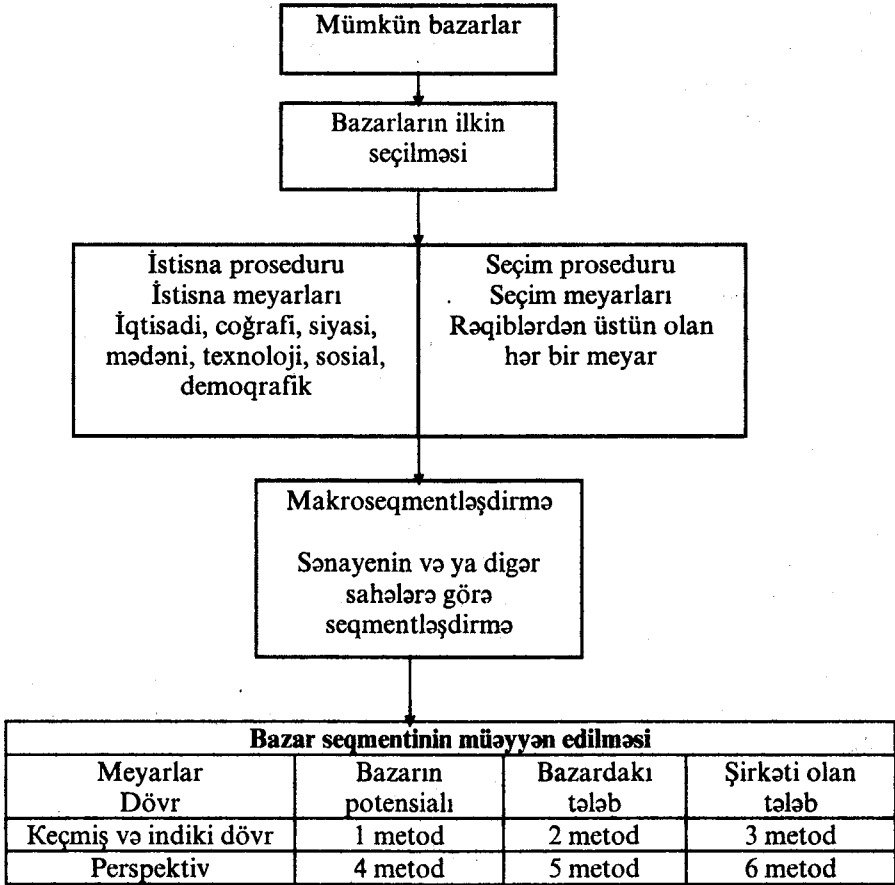 Mümkün bazarlar
Bazarların ilkin
seçilməsi
İstisna proseduru
İstisna meyarları
İqtisadi, coğrafi, siyasi,
mədəni, texnoloji, sosial,
demoqrafik
Seçim proseduru
Seçim meyarları
Rəqiblərdən üstün olan
hər bir meyar
Makroseqmentləşdirmə
Sənayenin və ya digər
sahələrə görə
seqmentləşdirmə
Bazar seqmentinin müəyyən edilməsi
Meyarlar Bazarın Bazardakı Şirkəti olan
Dövr potensialı tələb tələb
Keçmiş və indiki dövr 1 metod 2 metod 3 metod
Perspektiv 4 metod 5 metod 6 metod